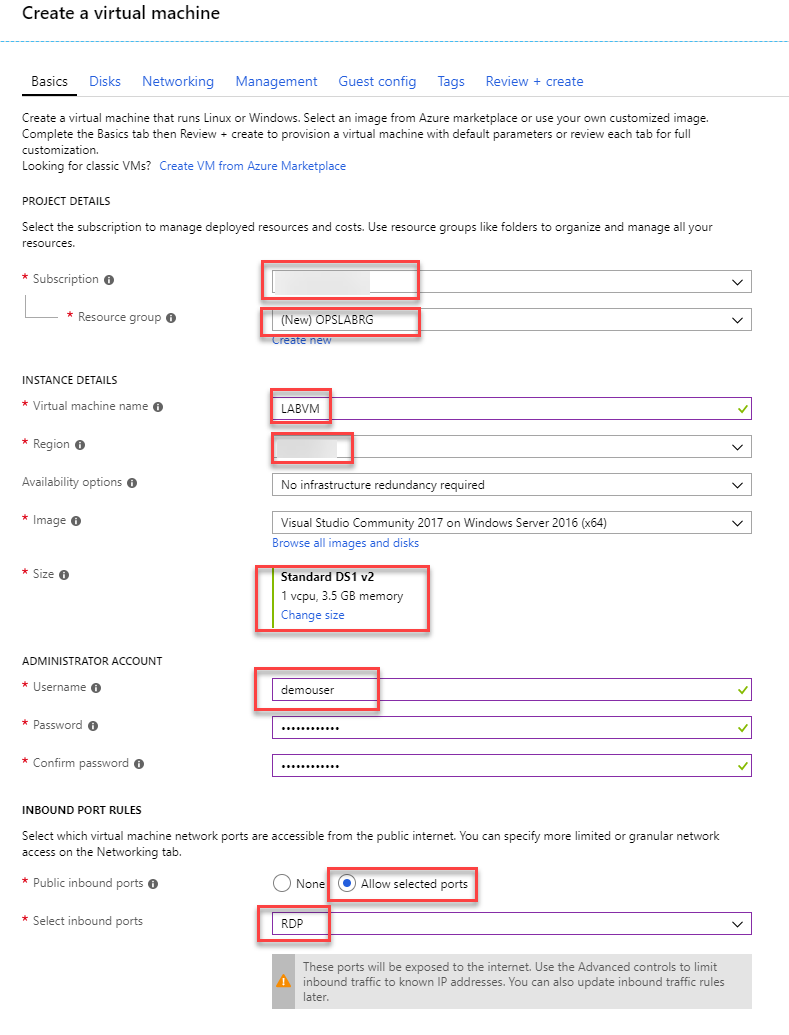 Create a virtual machine
Basics Disks Networking Management Guest config Tags Review + create
Create a virtual machine that runs Linux or Windows. Select an image from Azure marketplace or use your own customized image.
Complete the Basics tab then Review + create to provision a virtual machine with default parameters or review each tab for full
customization.
Looking for classic VMs? Create VM from Azure Marketplace
PROJECT DETAILS
Select the subscription to manage deployed resources and costs. Use resource groups like folders to organize and manage all your
resources.
* Subscription
* Resource group (New) OPSLABRG
Create new
INSTANCE DETAILS
* Virtual machine name LABVM
* Region
Availability options No infrastructure redundancy required
* Image Visual Studio Community 2017 on Windows Server 2016 (x64)
Browse all images and disks
* Size Standard DS1 v2
1 vcpu, 3.5 GB memory
Change size
ADMINISTRATOR ACCOUNT
* Username demouser
* Password ••••••••••••
* Confirm password ••••••••••••
INBOUND PORT RULES
Select which virtual machine network ports are accessible from the public internet. You can specify more limited or granular network
access on the Networking tab.
* Public inbound ports None Allow selected ports
* Select inbound ports RDP
These ports will be exposed to the internet. Use the Advanced controls to limit
inbound traffic to known IP addresses. You can also update inbound traffic rules
later.